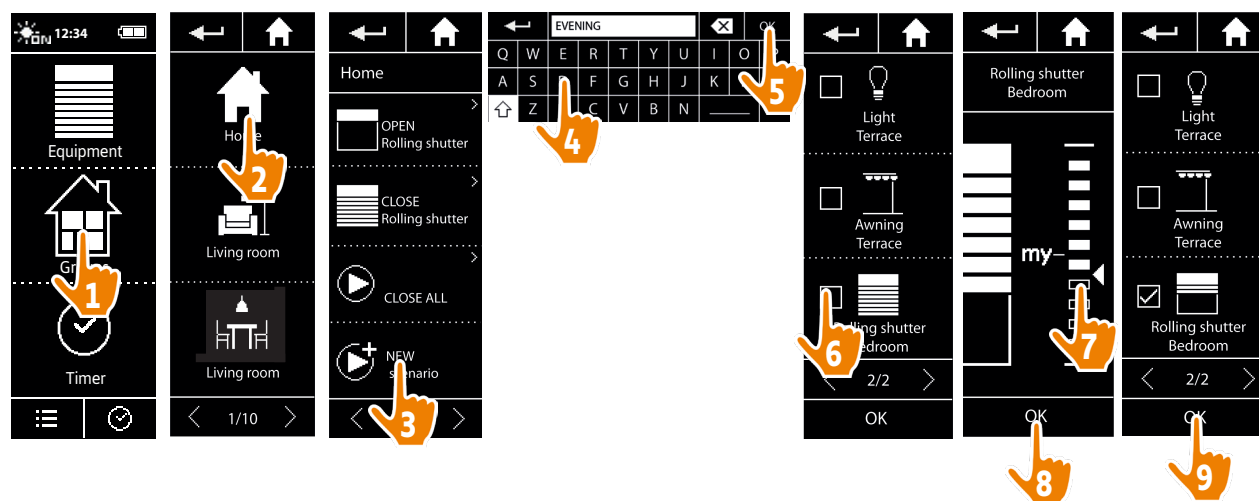 ON 12:34
Equipment
Timer
1
Home
Living room
Living room
1/10
2
Home
OPEN
Rolling shutter
CLOSE
Rolling shutter
CLOSE ALL
NEW
scenario
3
EVENING
OK
Q W E R T Y U I O P
A S F G H J K
Z C V B N
4
5
Light
Terrace
Awning
Terrace
Rolling shutter
Bedroom
2/2
OK
6
Rolling shutter
Bedroom
my
OK
7
8
Light
Terrace
Awning
Terrace
Rolling shutter
Bedroom
2/2
OK
9